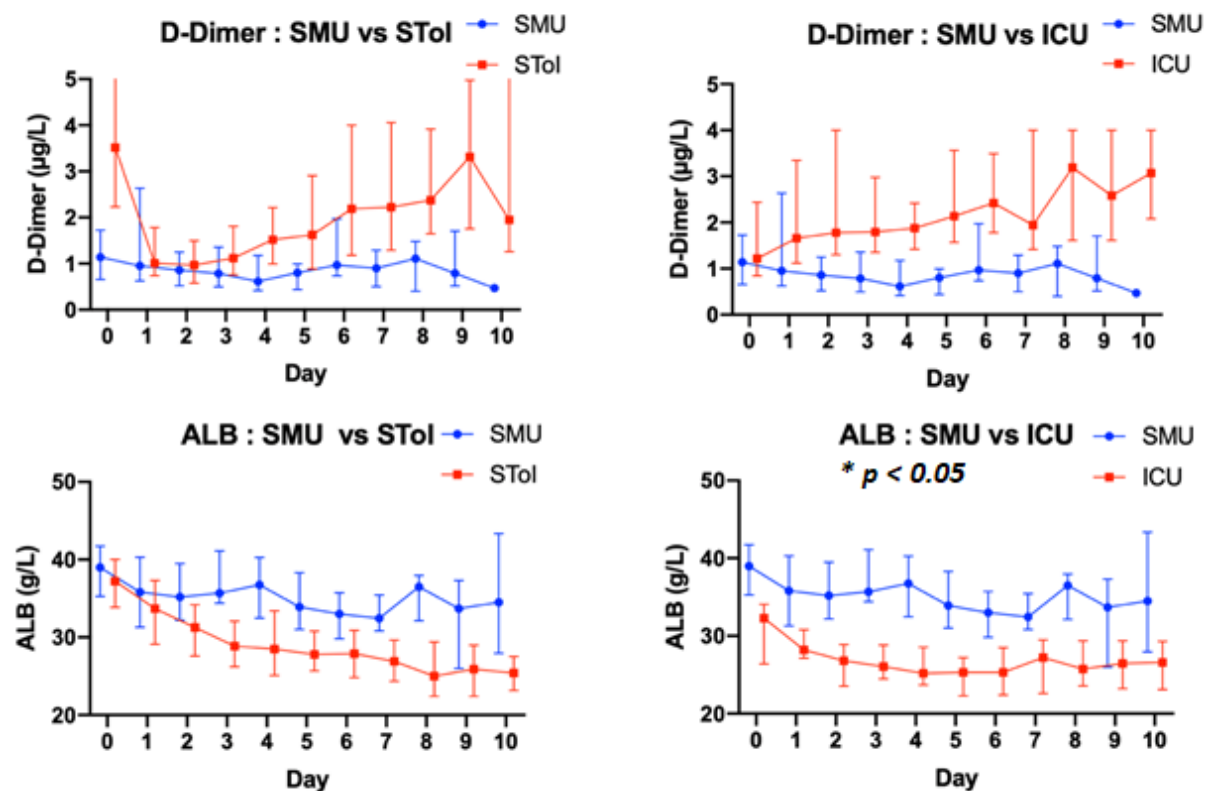 D-Dimer : SMU vs STol
SMU
STol
D-Dimer (µg/L)
5
4
3
2
1
0
0 1 2 3 4 5 6 7 8 9 10
Day
D-Dimer : SMU vs ICU
SMU
ICU
D-Dimer (µg/L)
5
4
3
2
1
0
0 1 2 3 4 5 6 7 8 9 10
Day
ALB : SMU vs STol
SMU
STol
ALB (g/L)
50
40
30
20
0 1 2 3 4 5 6 7 8 9 10
Day
ALB : SMU vs ICU
* p < 0.05
SMU
ICU
ALB (g/L)
50
40
30
20
0 1 2 3 4 5 6 7 8 9 10
Day